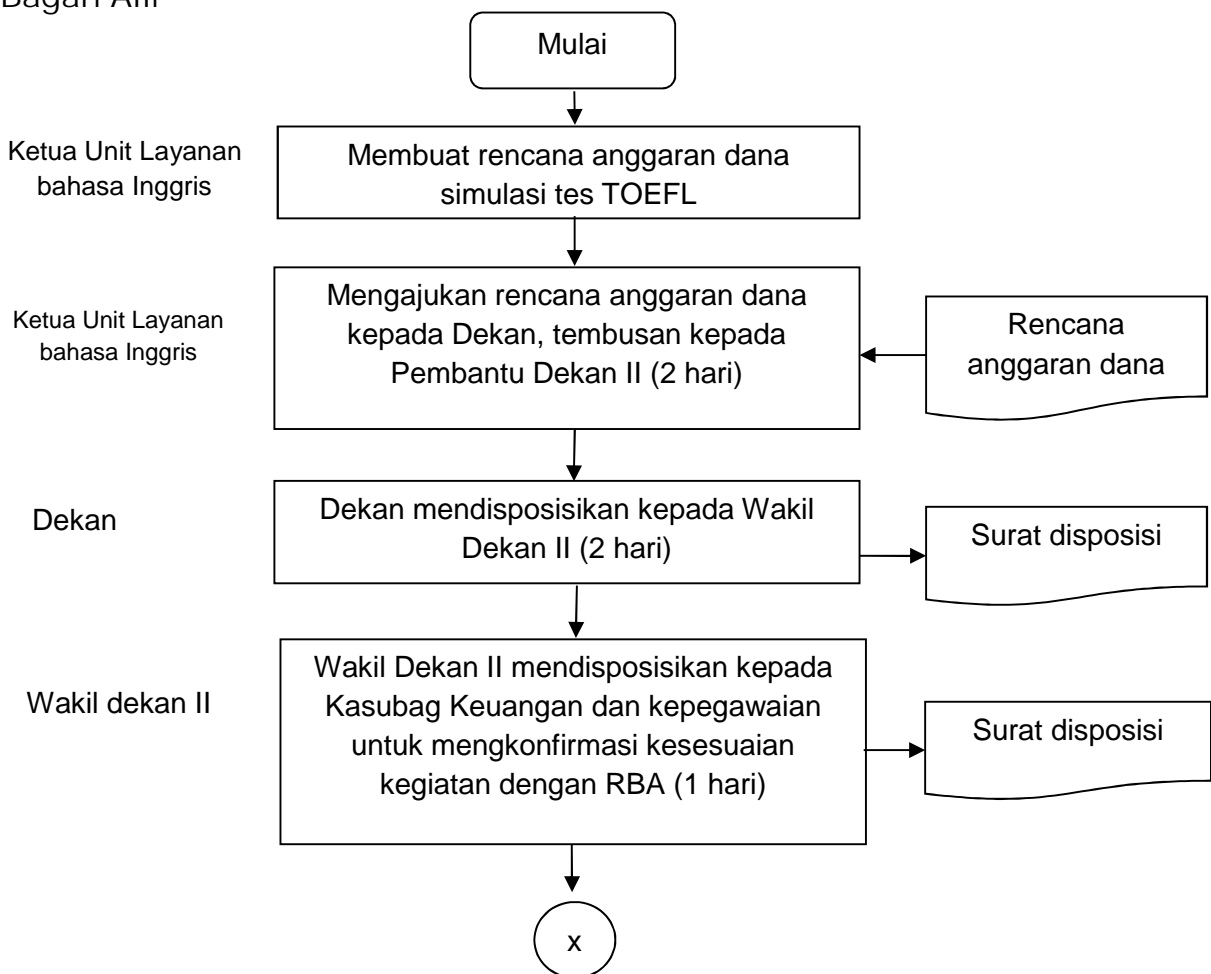 Bagan Alir
Mulai
Ketua Unit Layanan
bahasa Inggris
Membuat rencana anggaran dana
simulasi tes TOEFL
Ketua Unit Layanan
bahasa Inggris
Mengajukan rencana anggaran dana
kepada Dekan, tembusan kepada
Pembantu Dekan II (2 hari)
Rencana
anggaran dana
Dekan
Dekan mendisposisikan kepada Wakil
Dekan II (2 hari)
Surat disposisi
Wakil dekan II
Wakil Dekan II mendisposisikan kepada
Kasubag Keuangan dan kepegawaian
untuk mengkonfirmasi kesesuaian
kegiatan dengan RBA (1 hari)
Surat disposisi
x